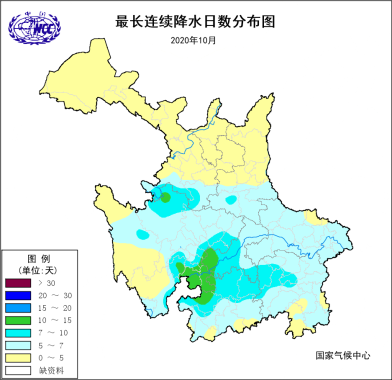 最长连续降水日数分布图
2020年10月
NCC
图 例
(单位:天)
> 30
20 ～ 30
15 ～ 20
10 ～ 15
7 ～ 10
5 ～ 7
0 ～ 5
缺资料
国家气候中心